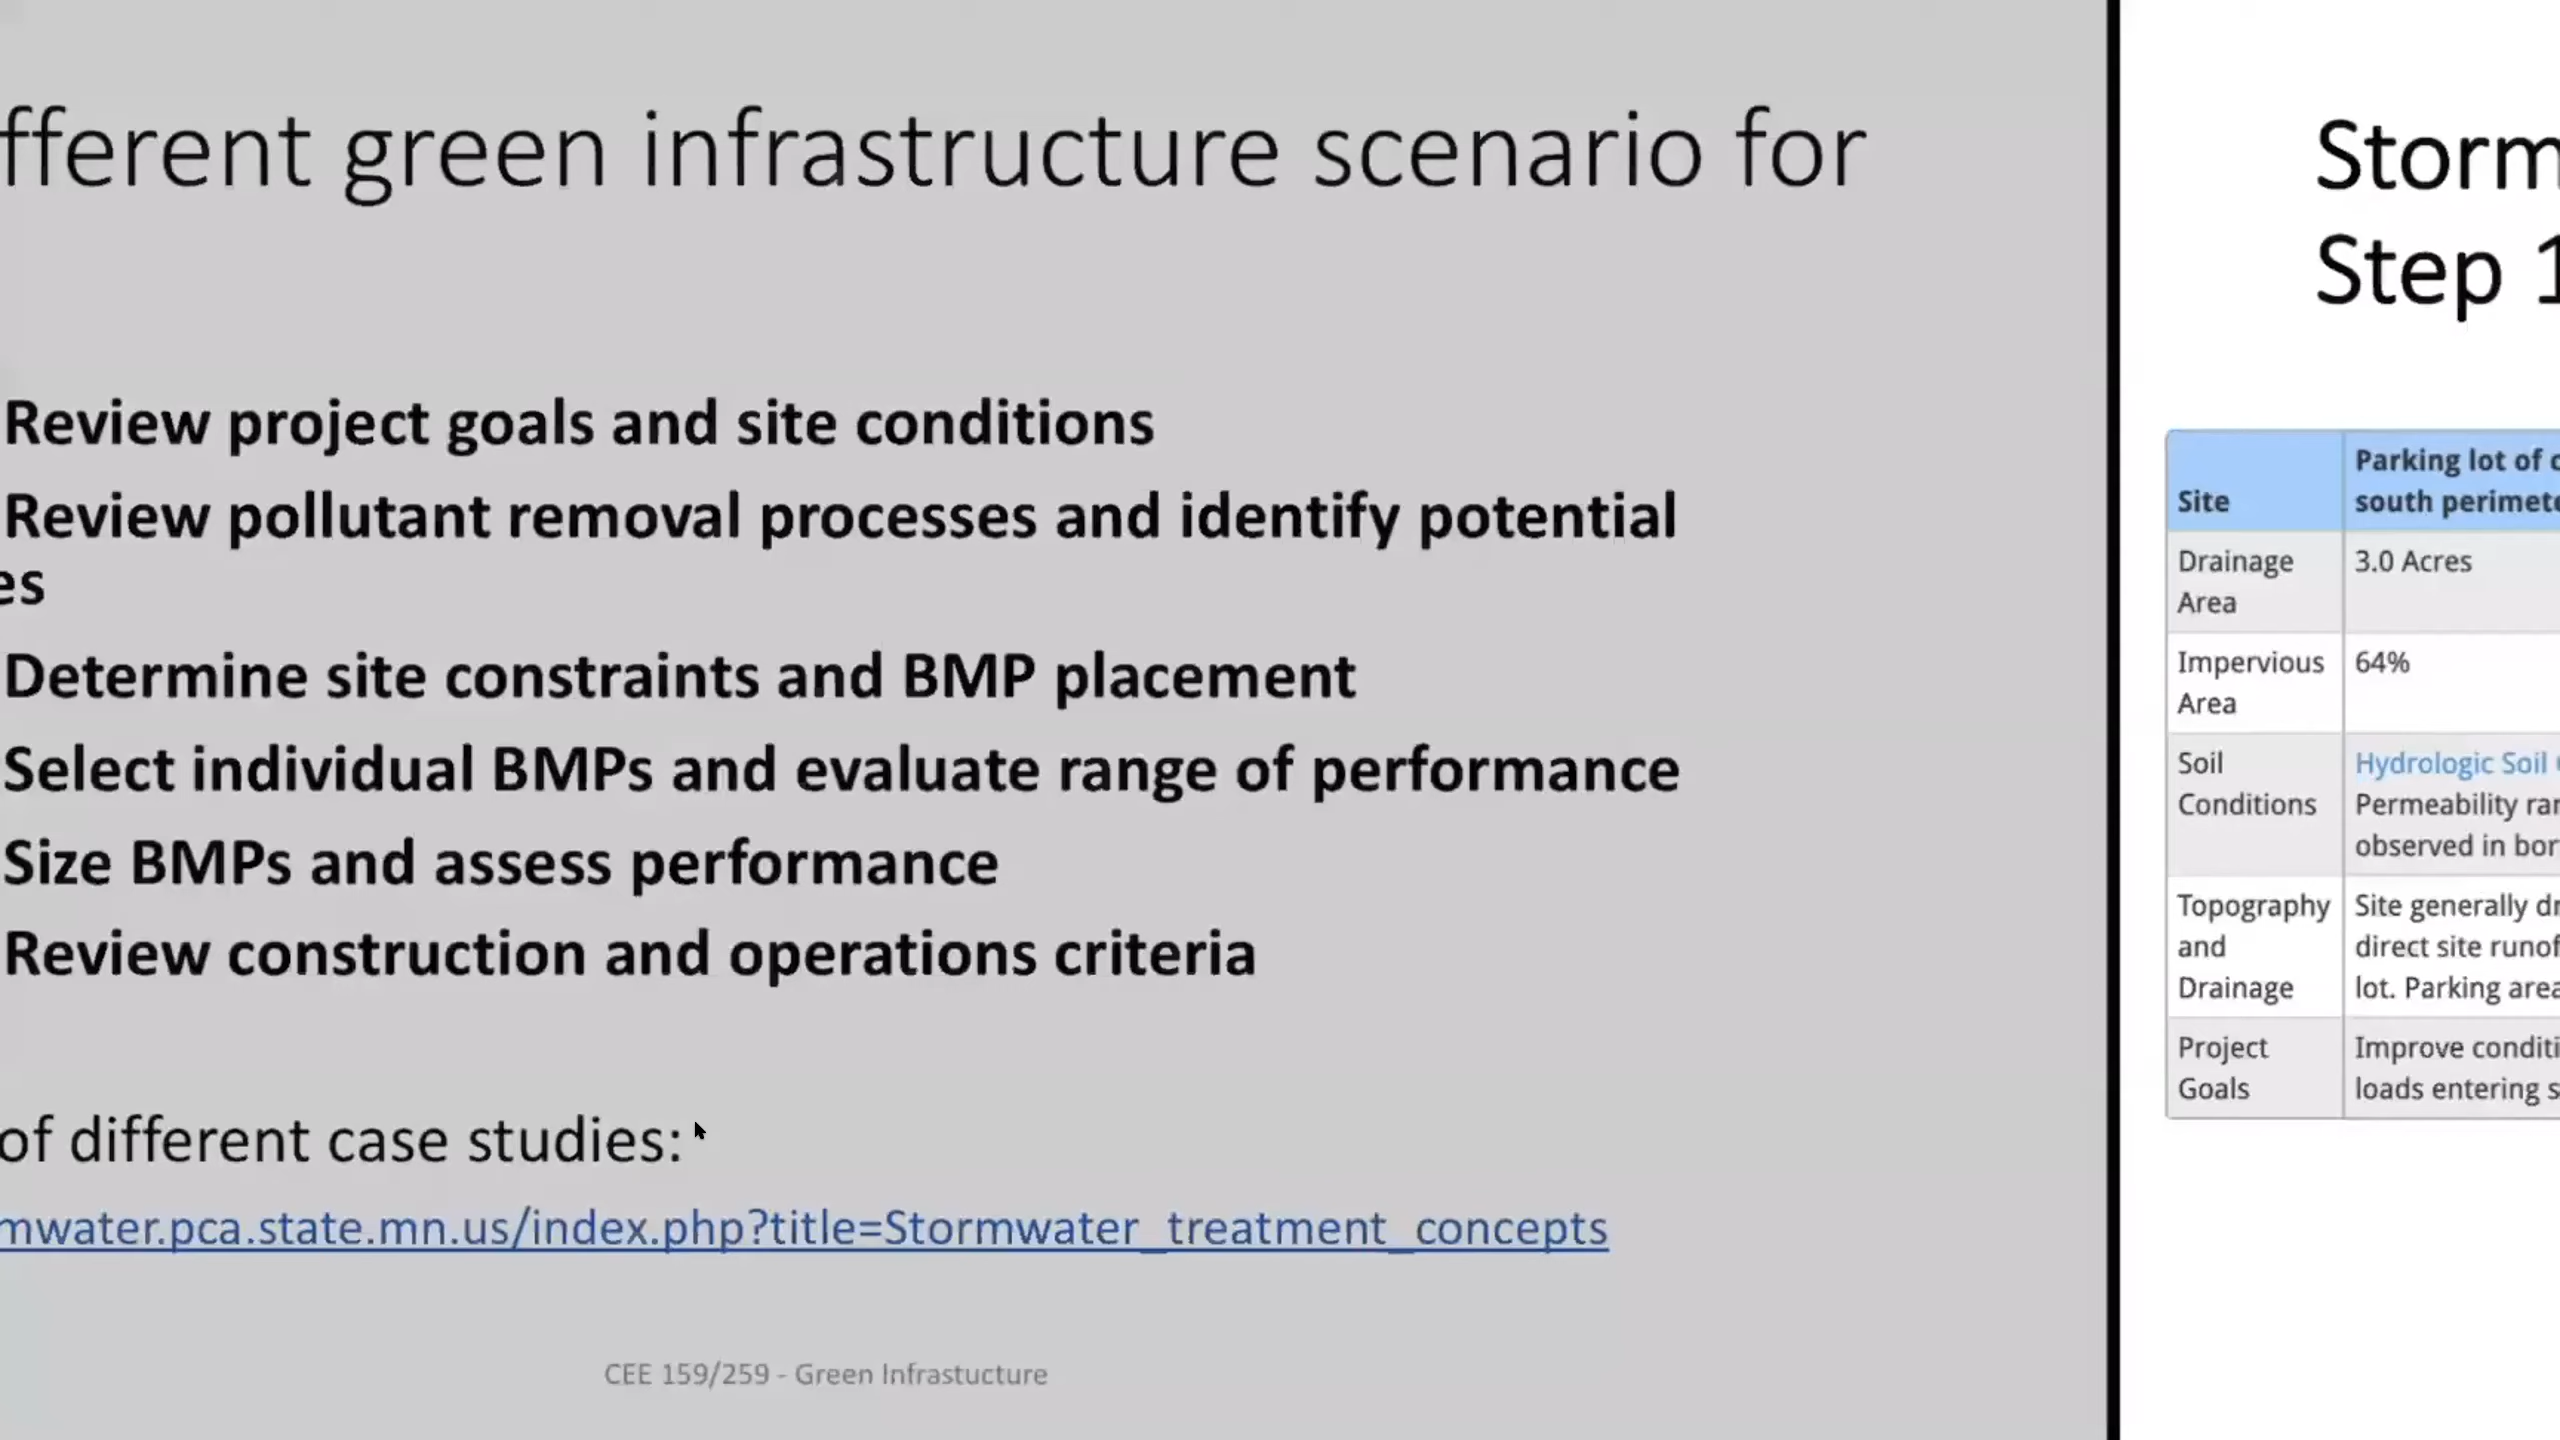 fferent green infrastructure scenario for
Review project goals and site conditions
Review pollutant removal processes and identify potential
es
Determine site constraints and BMP placement
Select individual BMPs and evaluate range of performance
Size BMPs and assess performance
Review construction and operations criteria
of different case studies:
mwater.pca.state.mn.us/index.php?title=Stormwater_treatment_concepts
CEE 159/259 - Green Infrastucture
Storm
Step 1
Site
Parking lot of c
south perimete
Drainage
Area
3.0 Acres
Impervious
Area
64%
Soil
Conditions
Hydrologic Soil
Permeability ran
observed in bor
Topography
and
Drainage
Site generally dr
direct site runof
lot. Parking area
Project
Goals
Improve conditi
loads entering s